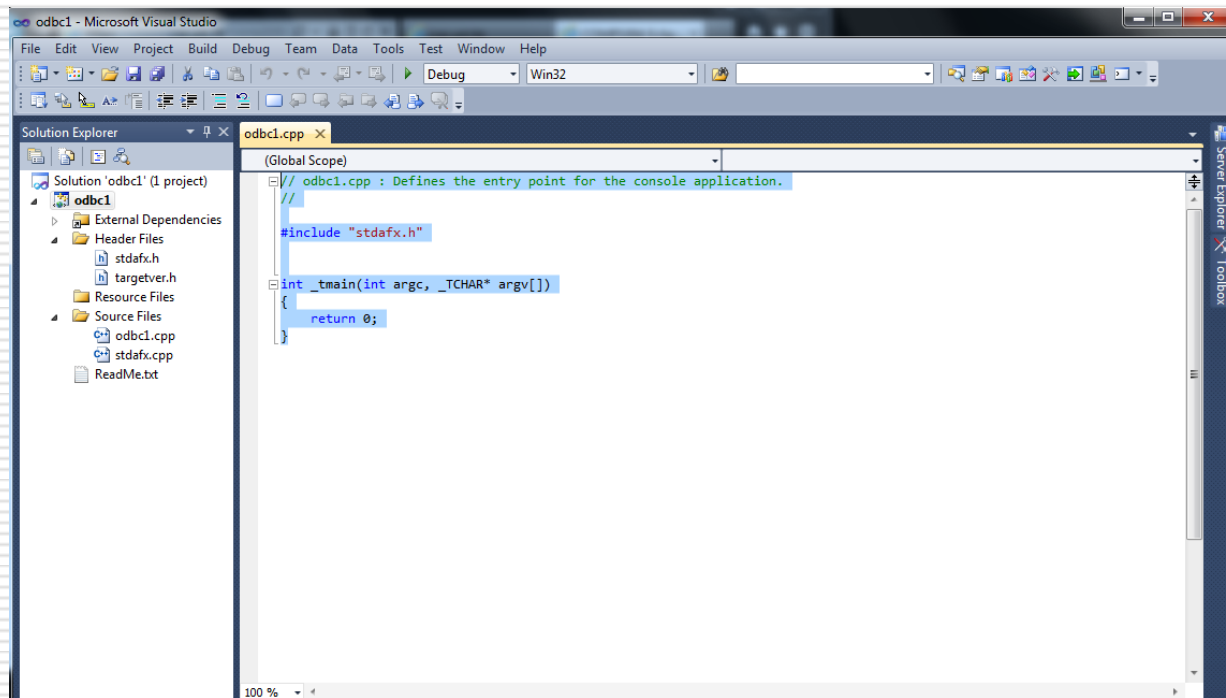 odbc1 - Microsoft Visual Studio
File Edit View Project Build Debug Team Data Tools Test Window Help
Debug Win32
Solution Explorer
odbc1.cpp
(Global Scope)
Solution 'odbc1' (1 project)
odbc1
External Dependencies
Header Files
stdafx.h
targetver.h
Resource Files
Source Files
odbc1.cpp
stdafx.cpp
ReadMe.txt
// odbc1.cpp : Defines the entry point for the console application.
//
#include "stdafx.h"
int _tmain(int argc, _TCHAR* argv[])
{
return 0;
}
100 %
Server Explorer
Toolbox